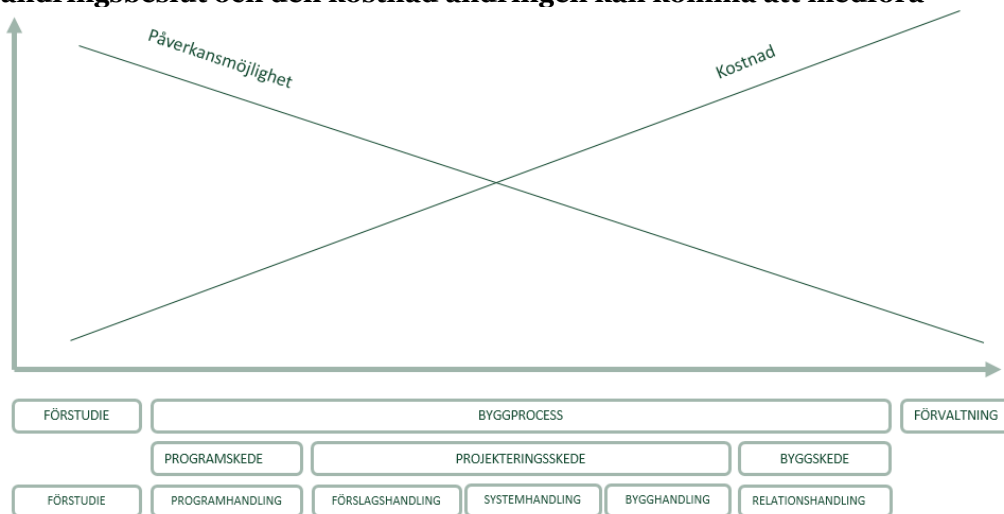 ändringsbeslut och den kostnad ändringen kan komma att medföra
Påverkansmöjlighet
Kostnad
FÖRSTUDIE
BYGGPROCESS
FÖRVALTNING
PROGRAMSKEDE
PROJEKTERINGSSKEDE
BYGGSKEDE
FÖRSTUDIE
PROGRAMHANDLING
FÖRSLAGSHANDLING
SYSTEMHANDLING
BYGGHANDLING
RELATIONSHANDLING